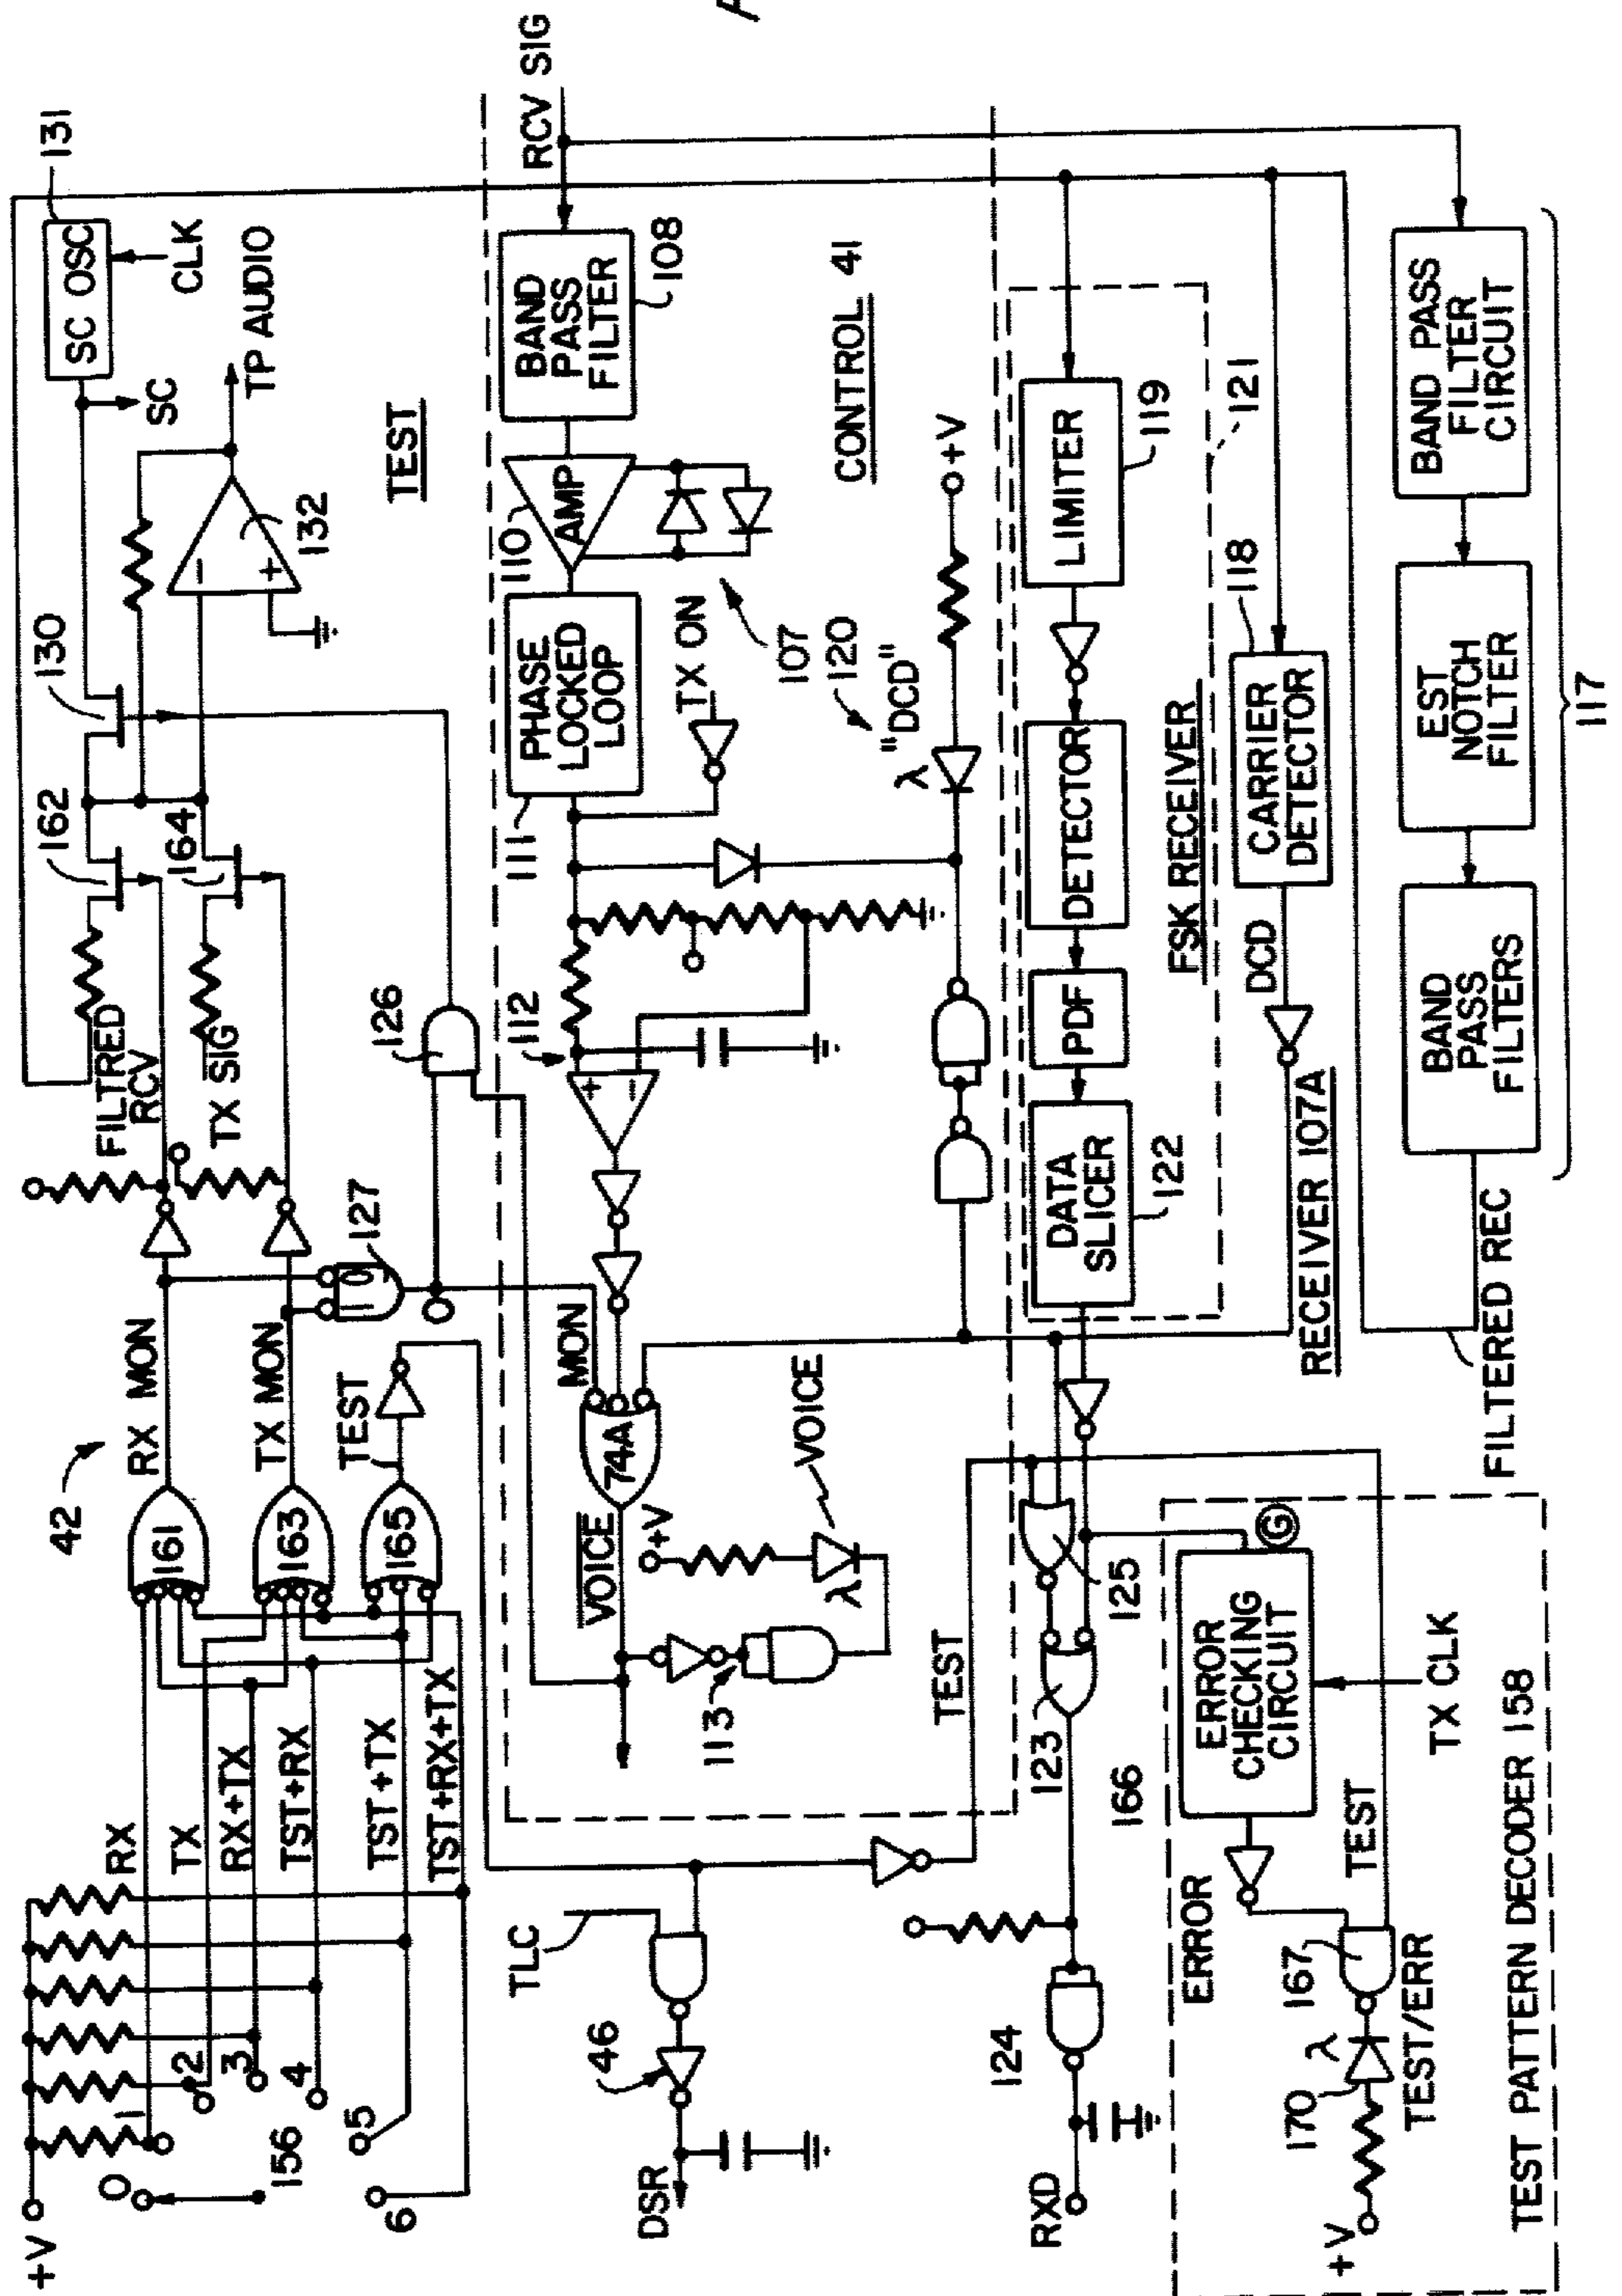 42
+V
0
1
2
3
4
5
6
156
RX
TX
RX+TX
TST+RX
TST+TX
TST+RX+TX
161
163
165
RX MON
TX MON
TEST
127
FILTRED
RCV
TX SIG
162
164
130
126
131
SC OSC
CLK
SC
TP AUDIO
132
TEST
RCV SIG
BAND
PASS
FILTER
108
AMP
110
PHASE
LOCKED
LOOP
111
TX ON
107
112
MON
74A
VOICE
+V
VOICE
λ
113
CONTROL 41
120
"DCD"
λ
+V
TLC
46
DSR
TEST
LIMITER
119
DETECTOR
PDF
DATA
SLICER
122
FSK RECEIVER
121
118
CARRIER
DETECTOR
DCD
RECEIVER 107A
125
123
124
RXD
166
ERROR
CHECKING
CIRCUIT
G
TX CLK
ERROR
TEST
167
170
λ
TEST/ERR
+V
TEST PATTERN DECODER 158
FILTERED REC
BAND
PASS
FILTERS
EST
NOTCH
FILTER
BAND PASS
FILTER
CIRCUIT
117